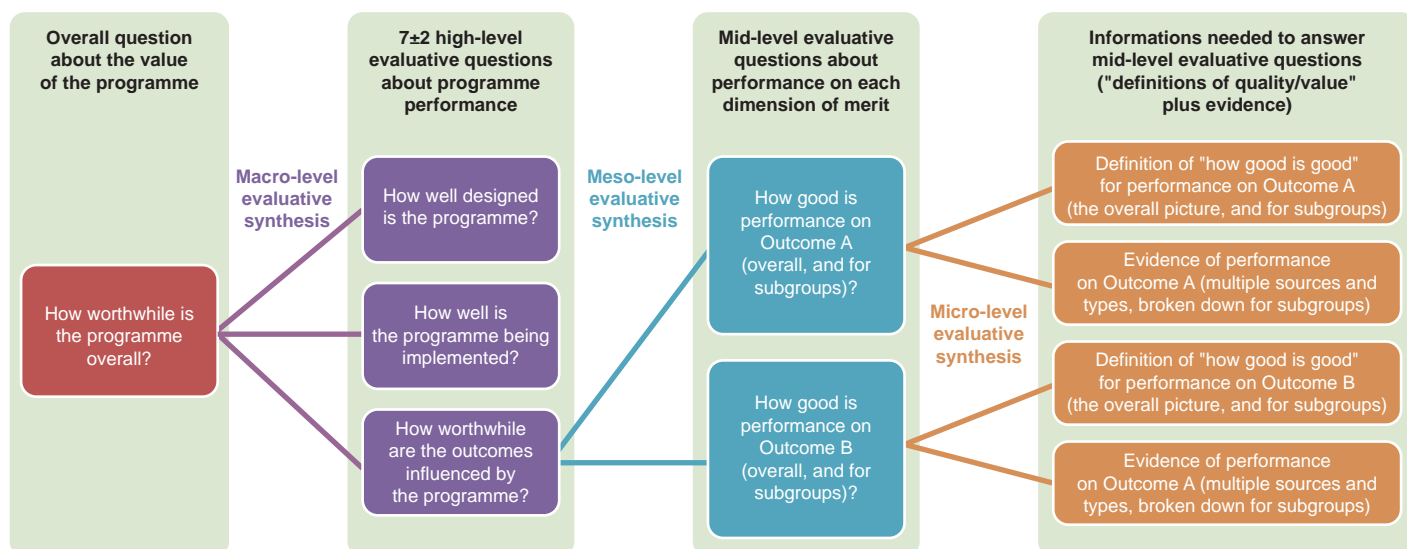 Overall question
about the value
of the programme
7±2 high-level
evaluative questions
about programme
performance
Mid-level evaluative
questions about
performance on each
dimension of merit
Informations needed to answer
mid-level evaluative questions
("definitions of quality/value"
plus evidence)
Macro-level
evaluative
synthesis
Meso-level
evaluative
synthesis
Micro-level
evaluative
synthesis
How worthwhile is
the programme
overall?
How well designed
is the programme?
How well is
the programme being
implemented?
How worthwhile
are the outcomes
influenced by
the programme?
How good is
performance on
Outcome A
(overall, and for
subgroups)?
How good is
performance on
Outcome B
(overall, and for
subgroups)?
Definition of "how good is good"
for performance on Outcome A
(the overall picture, and for subgroups)
Evidence of performance
on Outcome A (multiple sources and
types, broken down for subgroups)
Definition of "how good is good"
for performance on Outcome B
(the overall picture, and for subgroups)
Evidence of performance
on Outcome A (multiple sources and
types, broken down for subgroups)